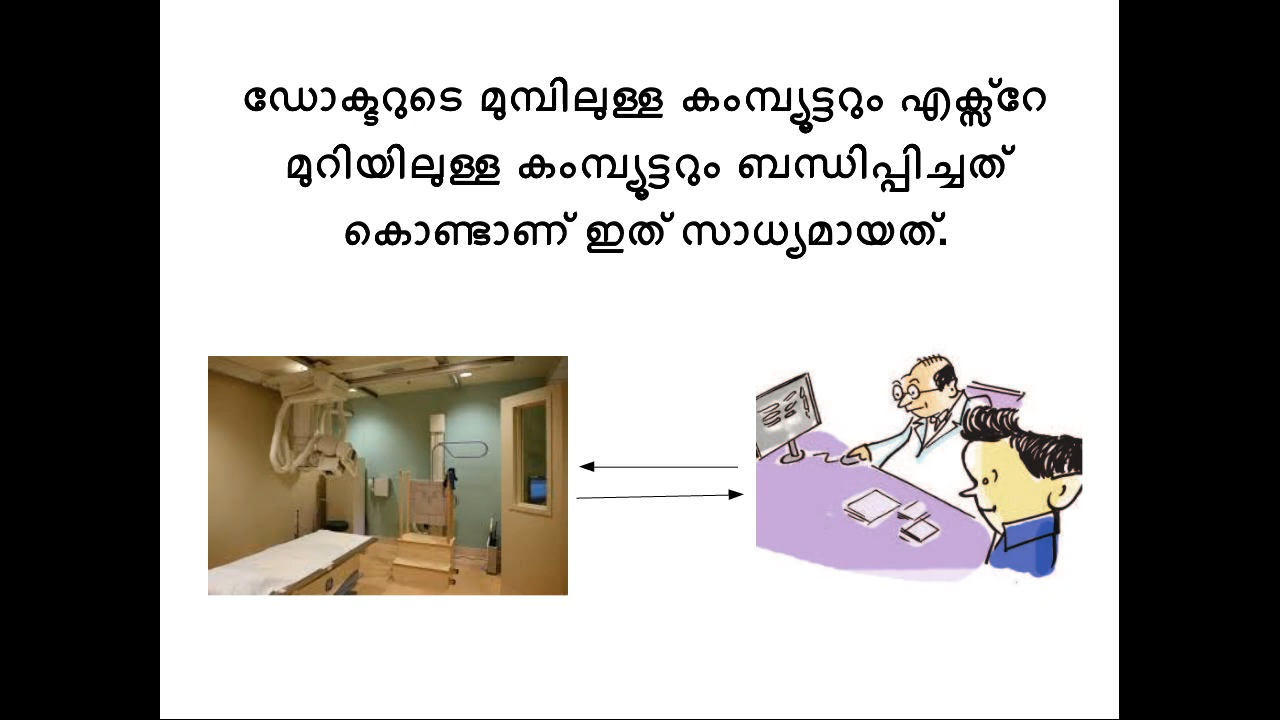 ഡോക്ടറുടെ മുമ്പിലുള്ള കംമ്പ്യൂട്ടറും എക്സ്റേ
മുറിയിലുള്ള കംമ്പ്യൂട്ടറും ബന്ധിപ്പിച്ചത്
കൊണ്ടാണ് ഇത് സാധ്യമായത്.